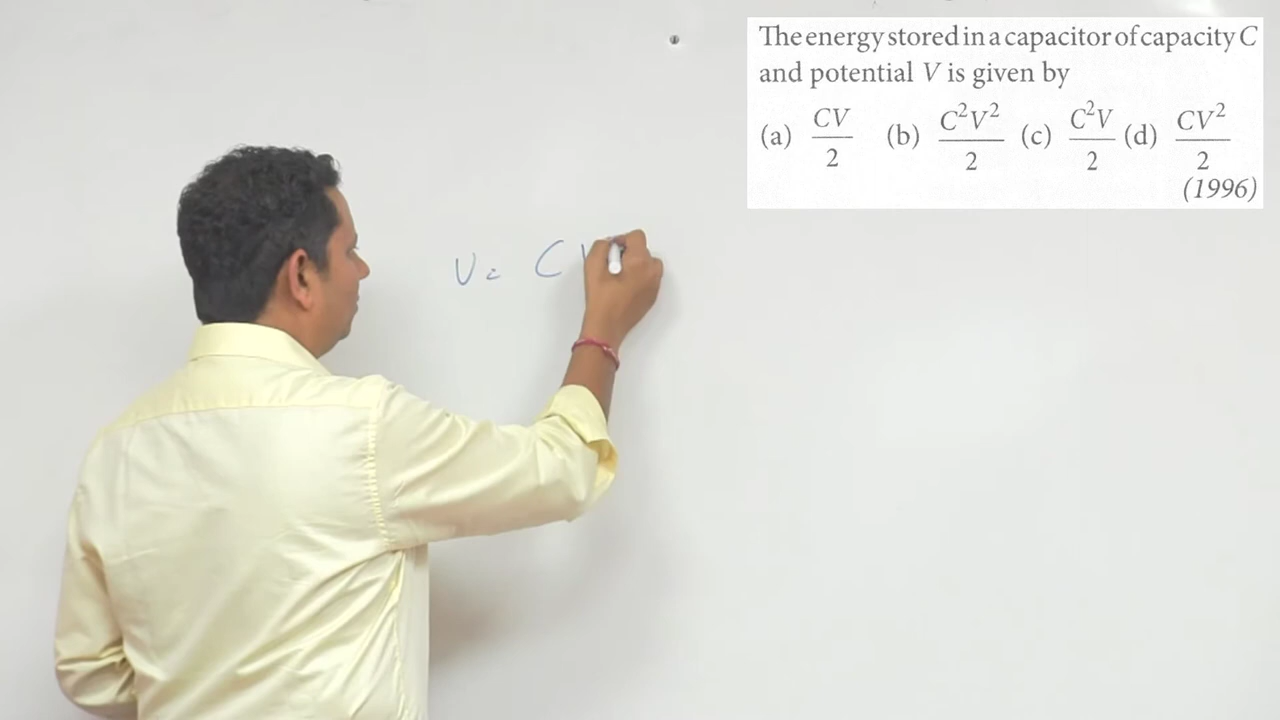 The energy stored in a capacitor of capacity C
and potential V is given by
(a) CV/2 (b) C²V²/2 (c) C²V/2 (d) CV²/2
(1996)
U = C V